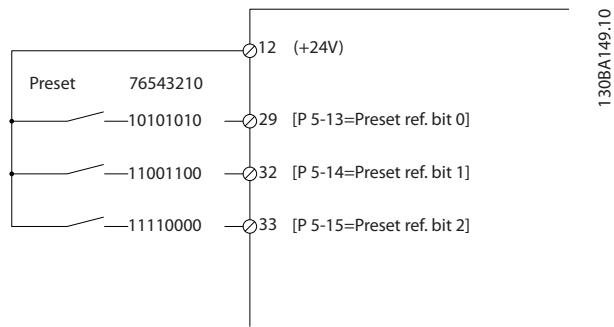 12 (+24V)
Preset 76543210
10101010 29 [P 5-13=Preset ref. bit 0]
11001100 32 [P 5-14=Preset ref. bit 1]
11110000 33 [P 5-15=Preset ref. bit 2]
130BA149.10